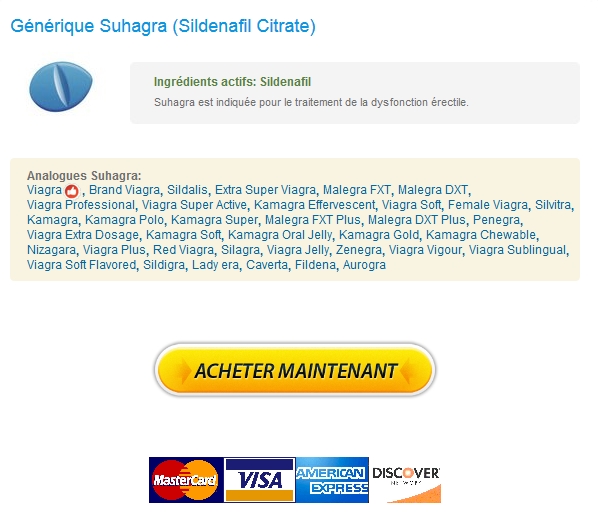 Générique Suhagra (Sildenafil Citrate)
Ingrédients actifs: Sildenafil
Suhagra est indiquée pour le traitement de la dysfonction érectile.
Analogues Suhagra:
Viagra , Brand Viagra, Sildalis, Extra Super Viagra, Malegra FXT, Malegra DXT,
Viagra Professional, Viagra Super Active, Kamagra Effervescent, Viagra Soft, Female Viagra, Silvitra,
Kamagra, Kamagra Polo, Kamagra Super, Malegra FXT Plus, Malegra DXT Plus, Penegra,
Viagra Extra Dosage, Kamagra Soft, Kamagra Oral Jelly, Kamagra Gold, Kamagra Chewable,
Nizagara, Viagra Plus, Red Viagra, Silagra, Viagra Jelly, Zenegra, Viagra Vigour, Viagra Sublingual,
Viagra Soft Flavored, Sildigra, Lady era, Caverta, Fildena, Aurogra
ACHETER MAINTENANT
MasterCard VISA AMERICAN EXPRESS DISCOVER NETWORK